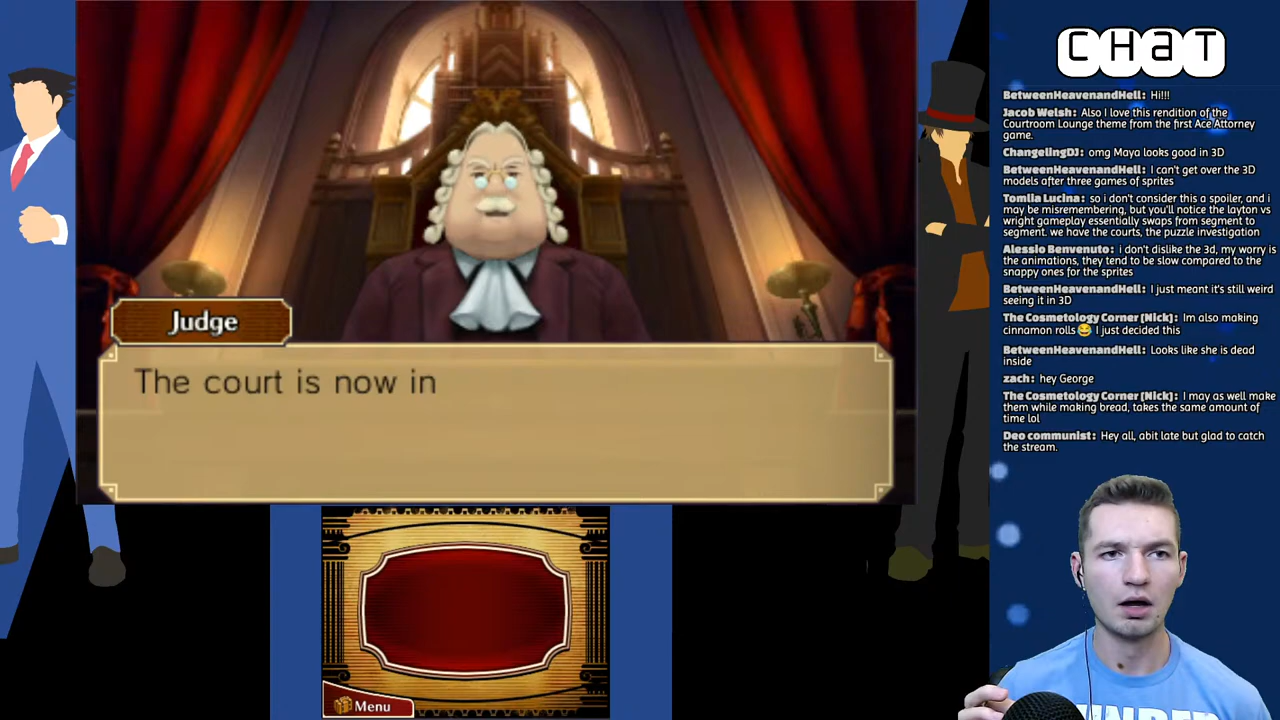 Judge
The court is now in
Menu
CHaT
BetweenHeavenandHell: Hi!!!
Jacob Welsh: Also I love this rendition of the
Courtroom Lounge theme from the first Ace Attorney
game.
ChangelingDJ: omg Maya looks good in 3D
BetweenHeavenandHell: I can't get over the 3D
models after three games of sprites
Tomlia Lucina: so i don't consider this a spoiler, and i
may be misremembering, but you'll notice the layton vs
wright gameplay essentially swaps from segment to
segment. we have the courts, the puzzle investigation
Alessio Benvenuto: i don't dislike the 3d, my worry is
the animations, they tend to be slow compared to the
snappy ones for the sprites
BetweenHeavenandHell: I just meant it's still weird
seeing it in 3D
The Cosmetology Corner [Nick]: Im also making
cinnamon rolls😂 I just decided this
BetweenHeavenandHell: Looks like she is dead
inside
zach: hey George
The Cosmetology Corner [Nick]: I may as well make
them while making bread, takes the same amount of
time lol
Deo communist: Hey all, abit late but glad to catch
the stream.